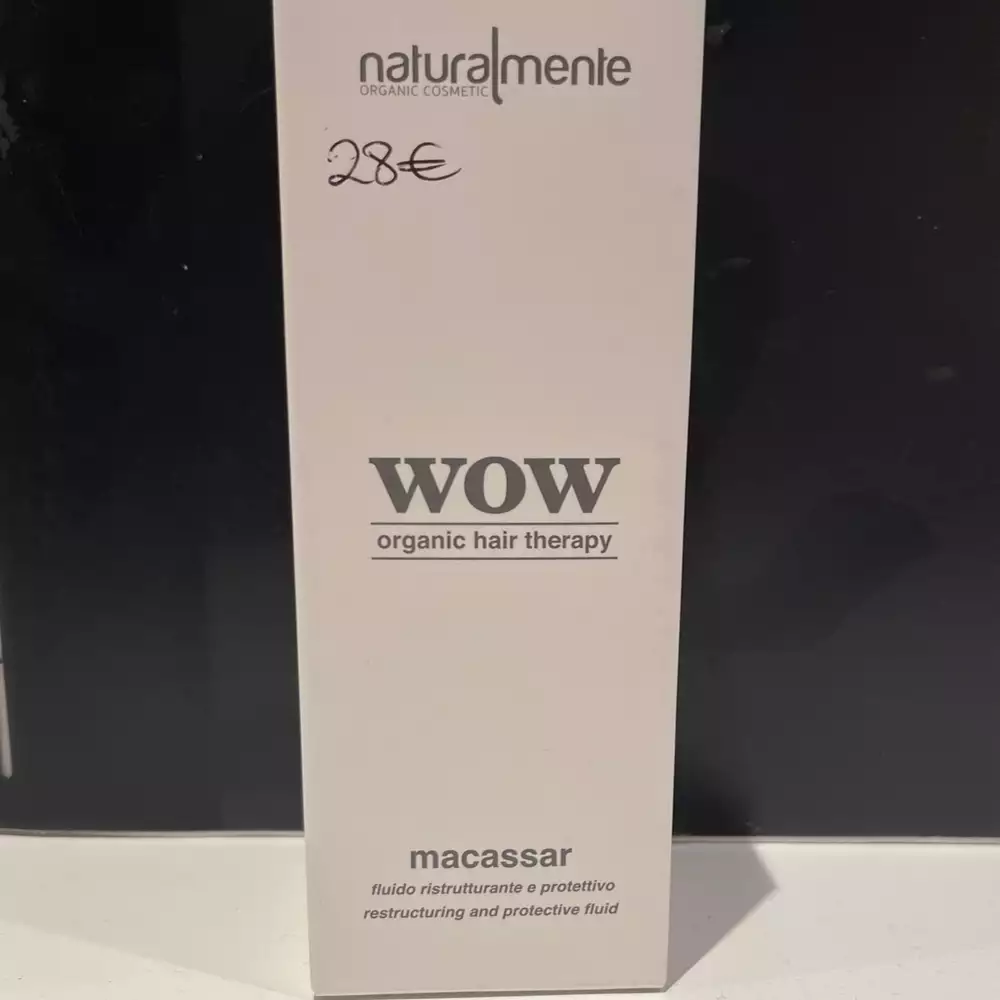 naturalmente
ORGANIC COSMETIC
28€
WOW
organic hair therapy
macassar
fluido ristrutturante e protettivo
restructuring and protective fluid